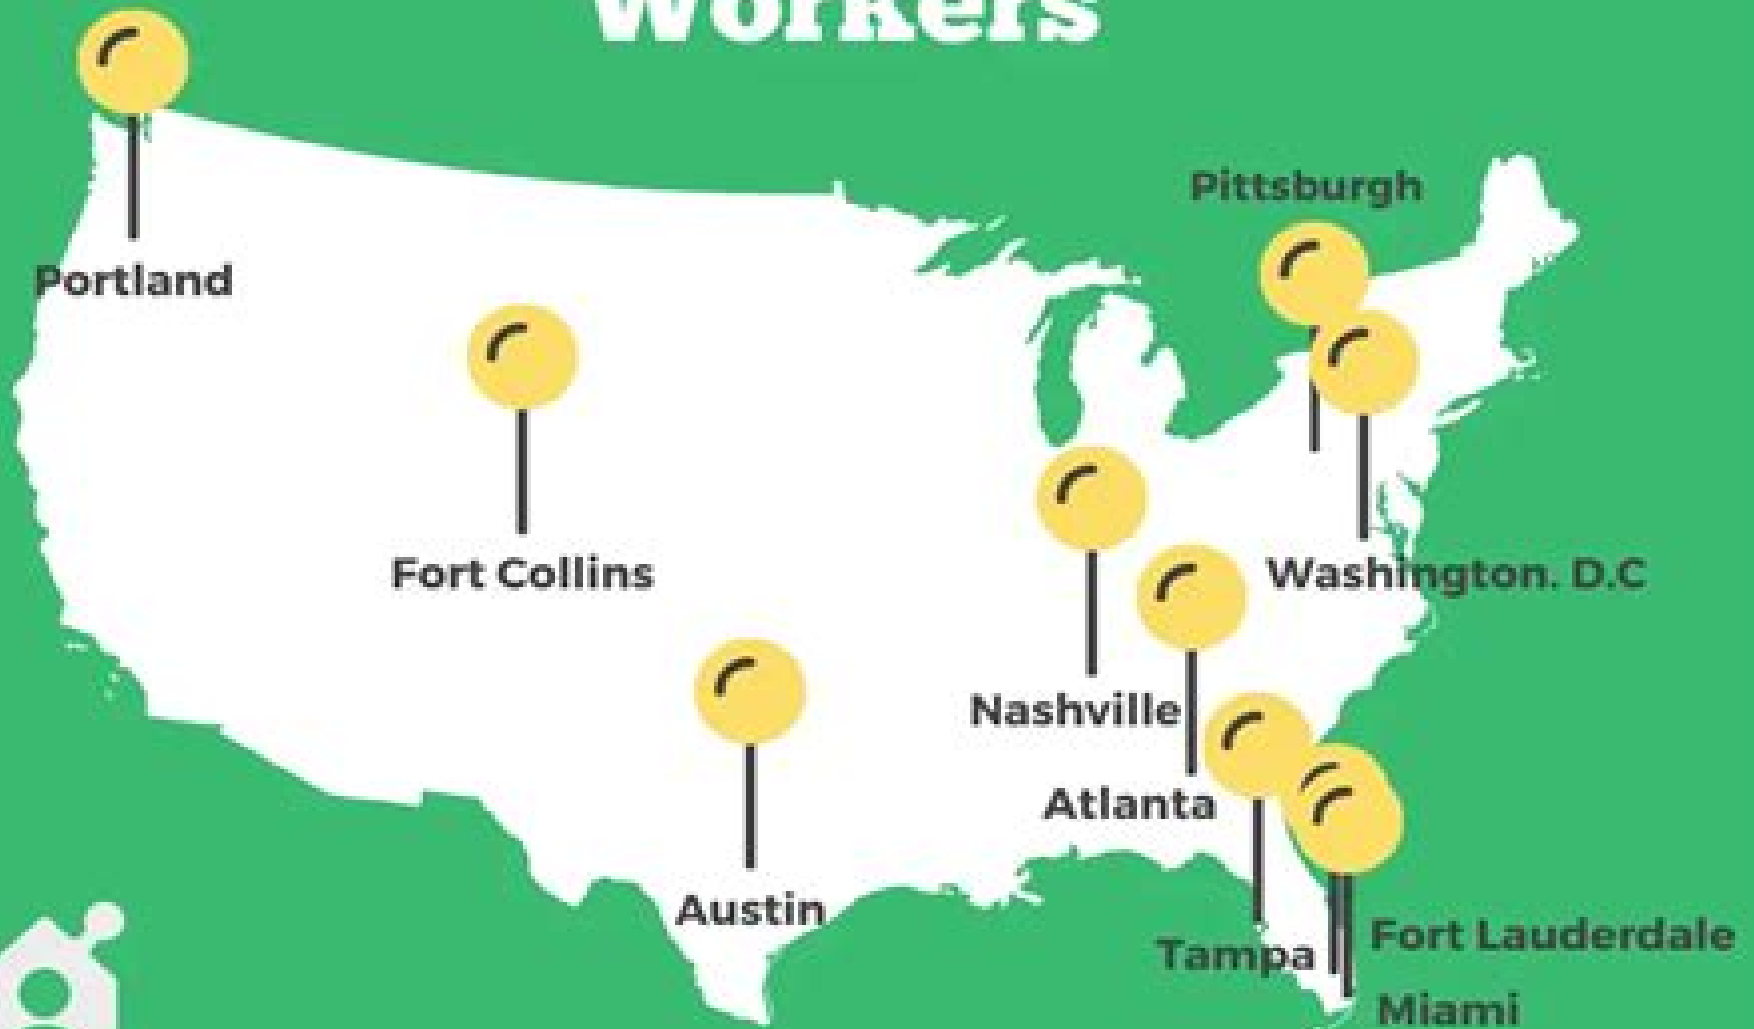 Workers
Pittsburgh
Portland
Fort Collins
Washington. D.C
Nashville
Atlanta
Austin
Tampa
Fort Lauderdale
Miami